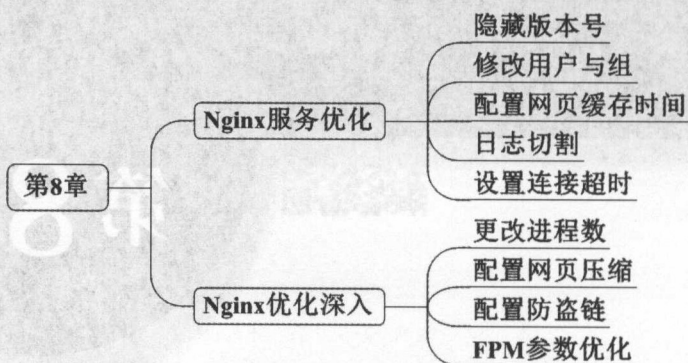 第8章
Nginx服务优化
隐藏版本号
修改用户与组
配置网页缓存时间
日志切割
设置连接超时
Nginx优化深入
更改进程数
配置网页压缩
配置防盗链
FPM参数优化